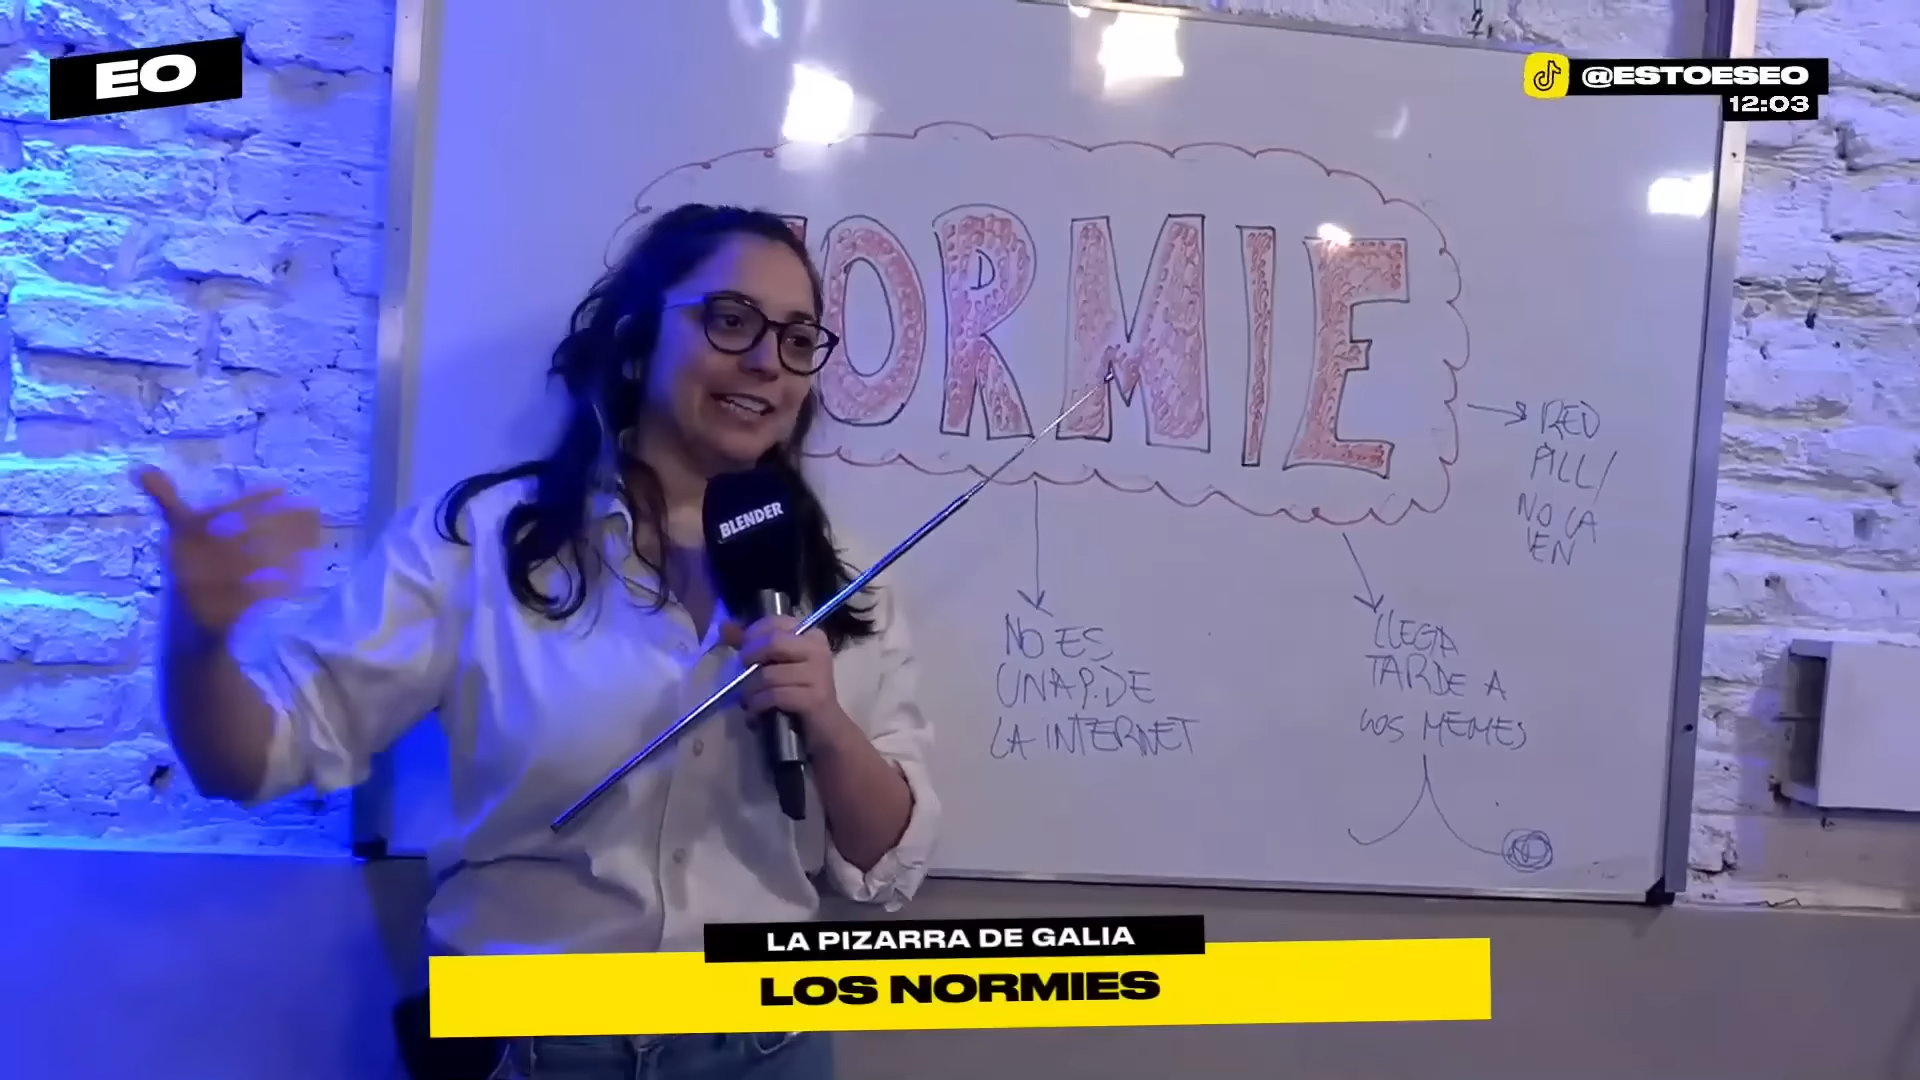 EO
@ESTOESEO
12:03
ORMIE
RED
PILL/
NO LA
VEN
BLENDER
NO ES
UNA P. DE
LA INTERNET
LLEGA
TARDE A
LOS MEMES
LA PIZARRA DE GALIA
LOS NORMIES